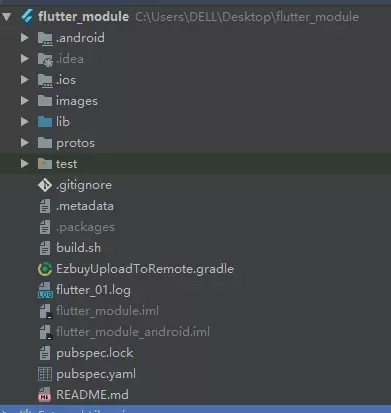 flutter_module C:\Users\DELL\Desktop\flutter_module
.android
.idea
.ios
images
lib
protos
test
.gitignore
.metadata
.packages
build.sh
EzbuyUploadToRemote.gradle
LOG flutter_01.log
flutter_module.iml
flutter_module_android.iml
pubspec.lock
pubspec.yaml
README.md